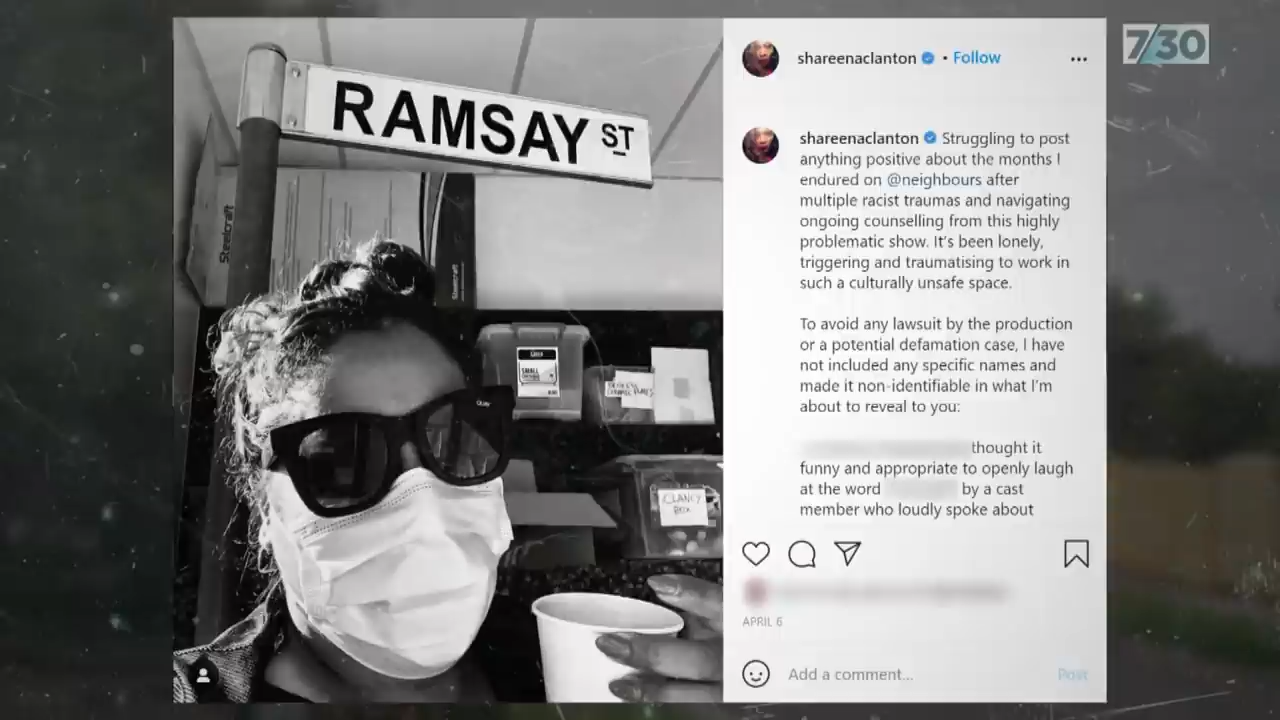 7/30
RAMSAY ST
Steelcraft
Steelcraft
SMALL
QUAY
CLANCY
BOX
shareenaclanton • Follow
shareenaclanton Struggling to post
anything positive about the months I
endured on @neighbours after
multiple racist traumas and navigating
ongoing counselling from this highly
problematic show. It's been lonely,
triggering and traumatising to work in
such a culturally unsafe space.
To avoid any lawsuit by the production
or a potential defamation case, I have
not included any specific names and
made it non-identifiable in what I'm
about to reveal to you:
thought it
funny and appropriate to openly laugh
at the word by a cast
member who loudly spoke about
APRIL 6
Add a comment...
Post